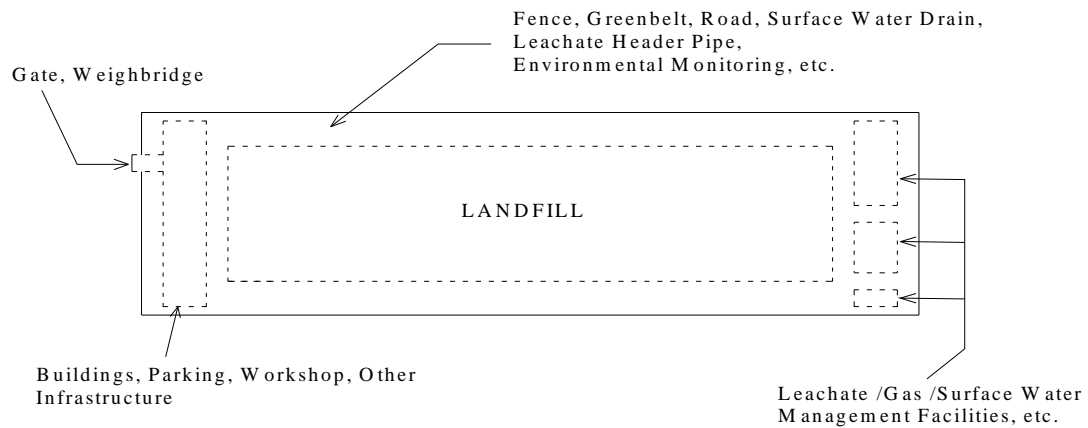 Fence, Greenbelt, Road, Surface Water Drain,
Leachate Header Pipe,
Environmental Monitoring, etc.
Gate, Weighbridge
LANDFILL
Buildings, Parking, Workshop, Other
Infrastructure
Leachate /Gas /Surface Water
Management Facilities, etc.